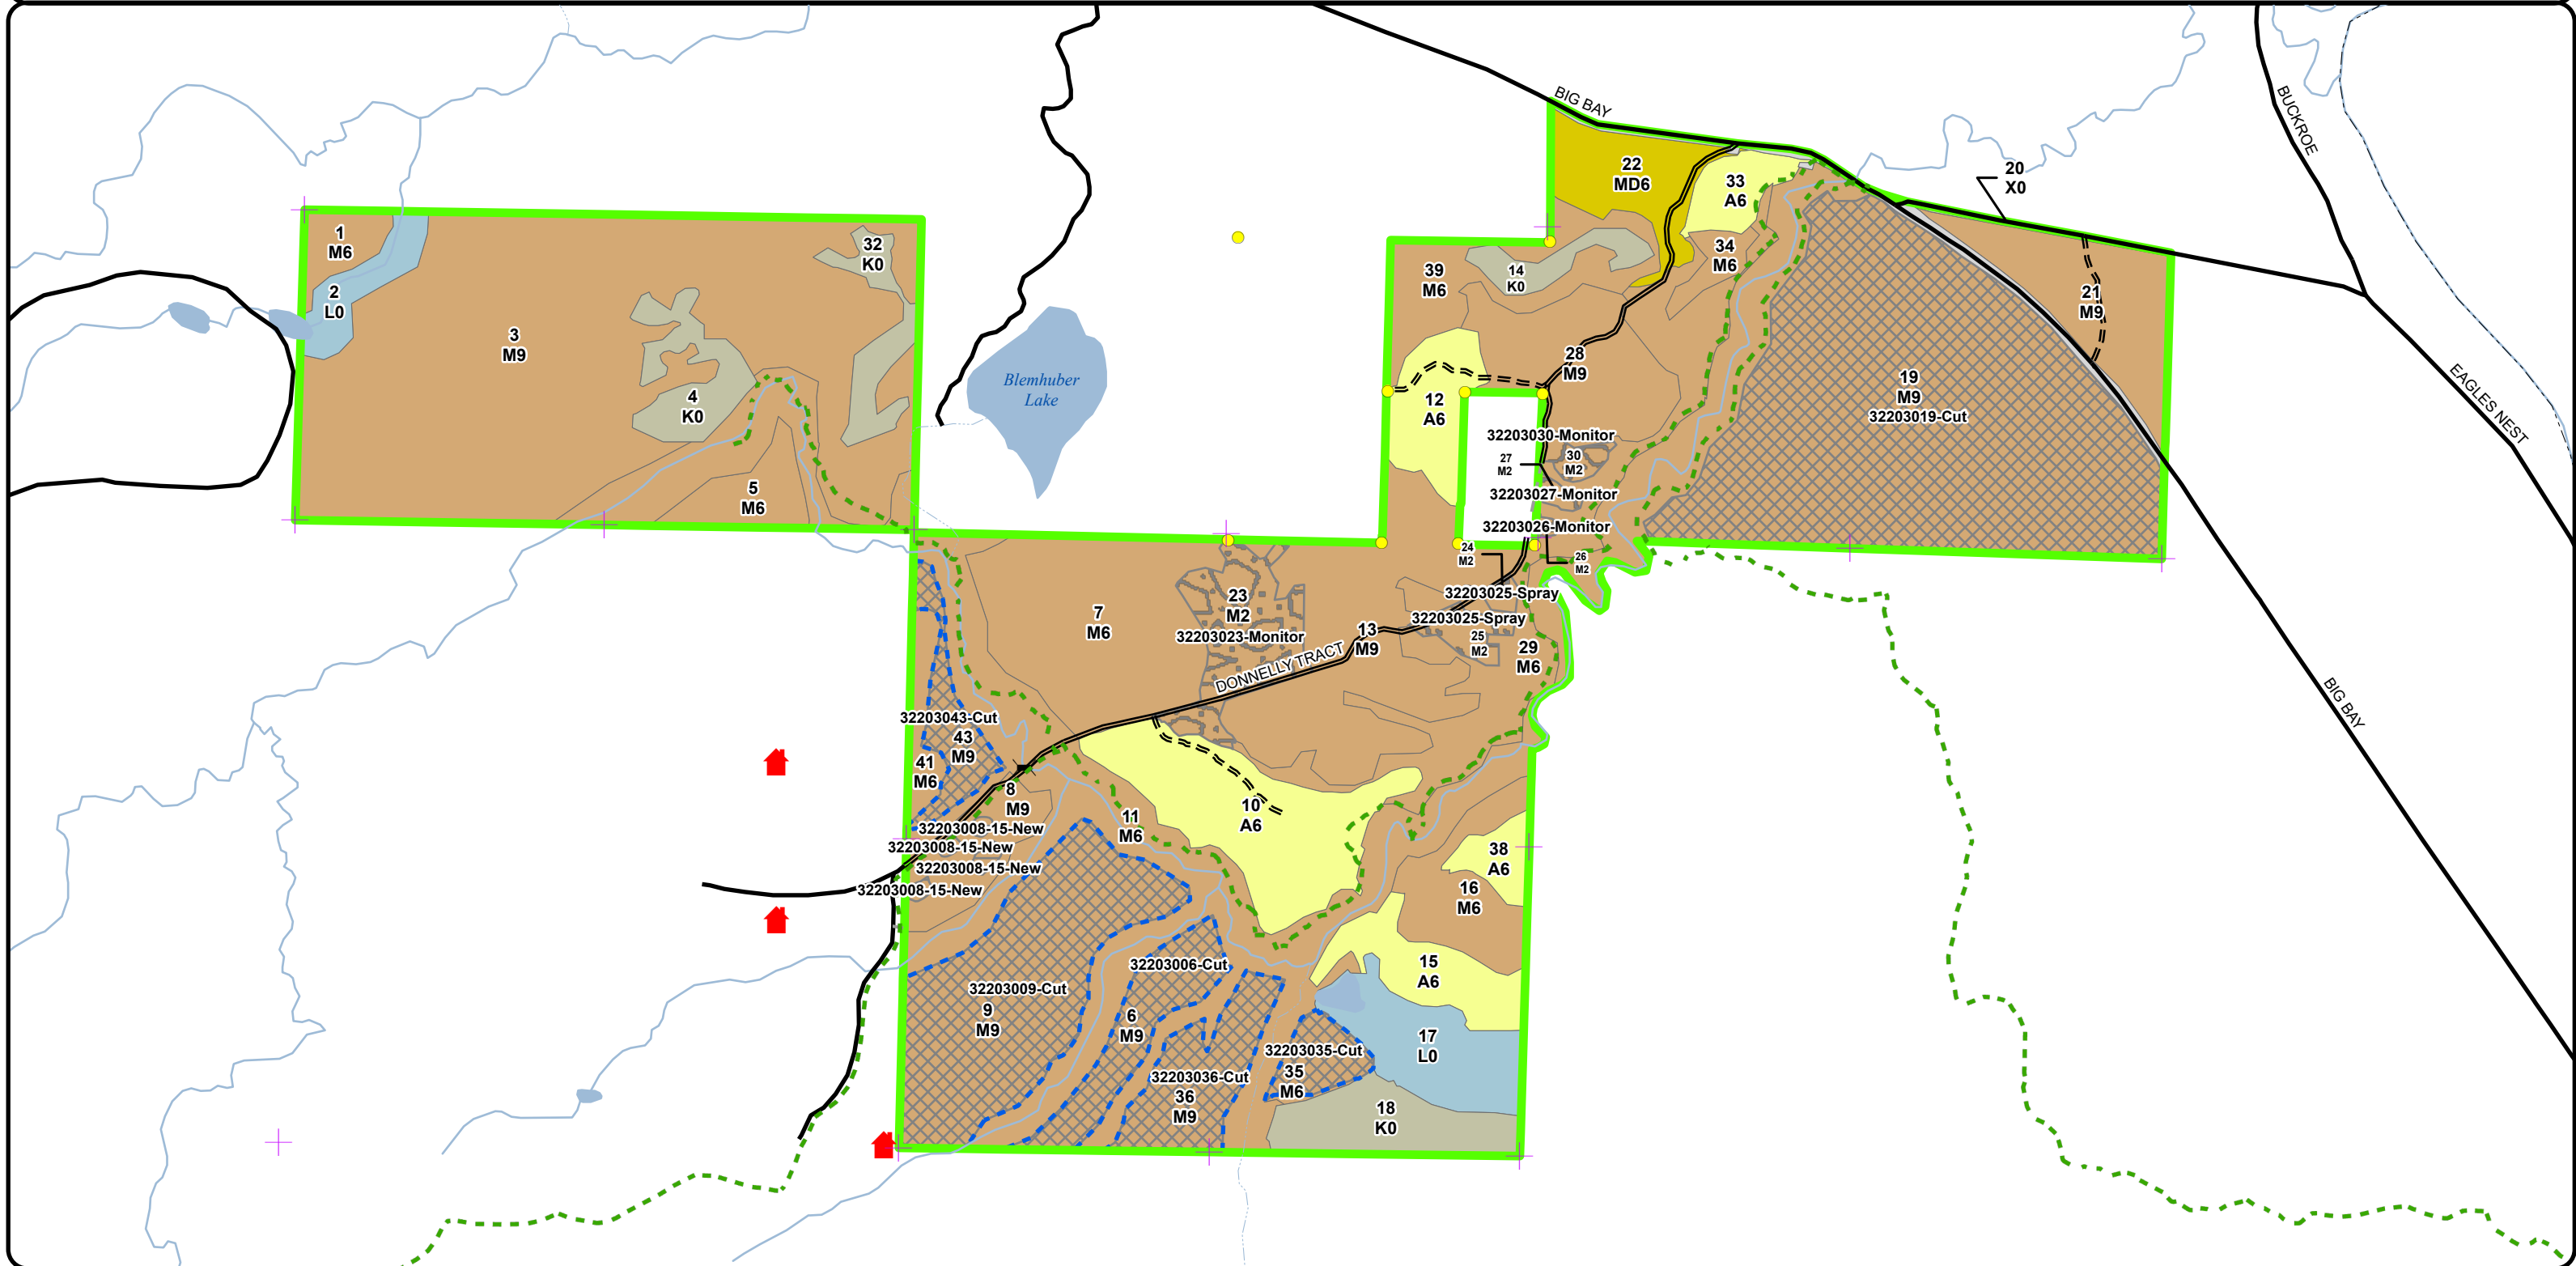 BIG BAY
BUCKROE
20
X0
22
MD6
33
A6
1
M6
32
K0
34
M6
39
M6
14
K0
2
L0
21
M9
3
M9
28
M9
Blemhuber
Lake
19
M9
32203019-Cut
4
K0
12
A6
EAGLES NEST
32203030-Monitor
27
M2
30
M2
5
M6
32203027-Monitor
32203026-Monitor
24
M2
26
M2
32203025-Spray
7
M6
23
M2
32203023-Monitor
32203025-Spray
13
M9
25
M2
29
M6
DONNELLY TRACT
BIG BAY
32203043-Cut
43
M9
41
M6
8
M9
10
A6
11
M6
32203008-15-New
32203008-15-New
32203008-15-New
32203008-15-New
38
A6
16
M6
32203006-Cut
15
A6
32203009-Cut
9
M9
6
M9
17
L0
32203035-Cut
35
M6
32203036-Cut
36
M9
18
K0